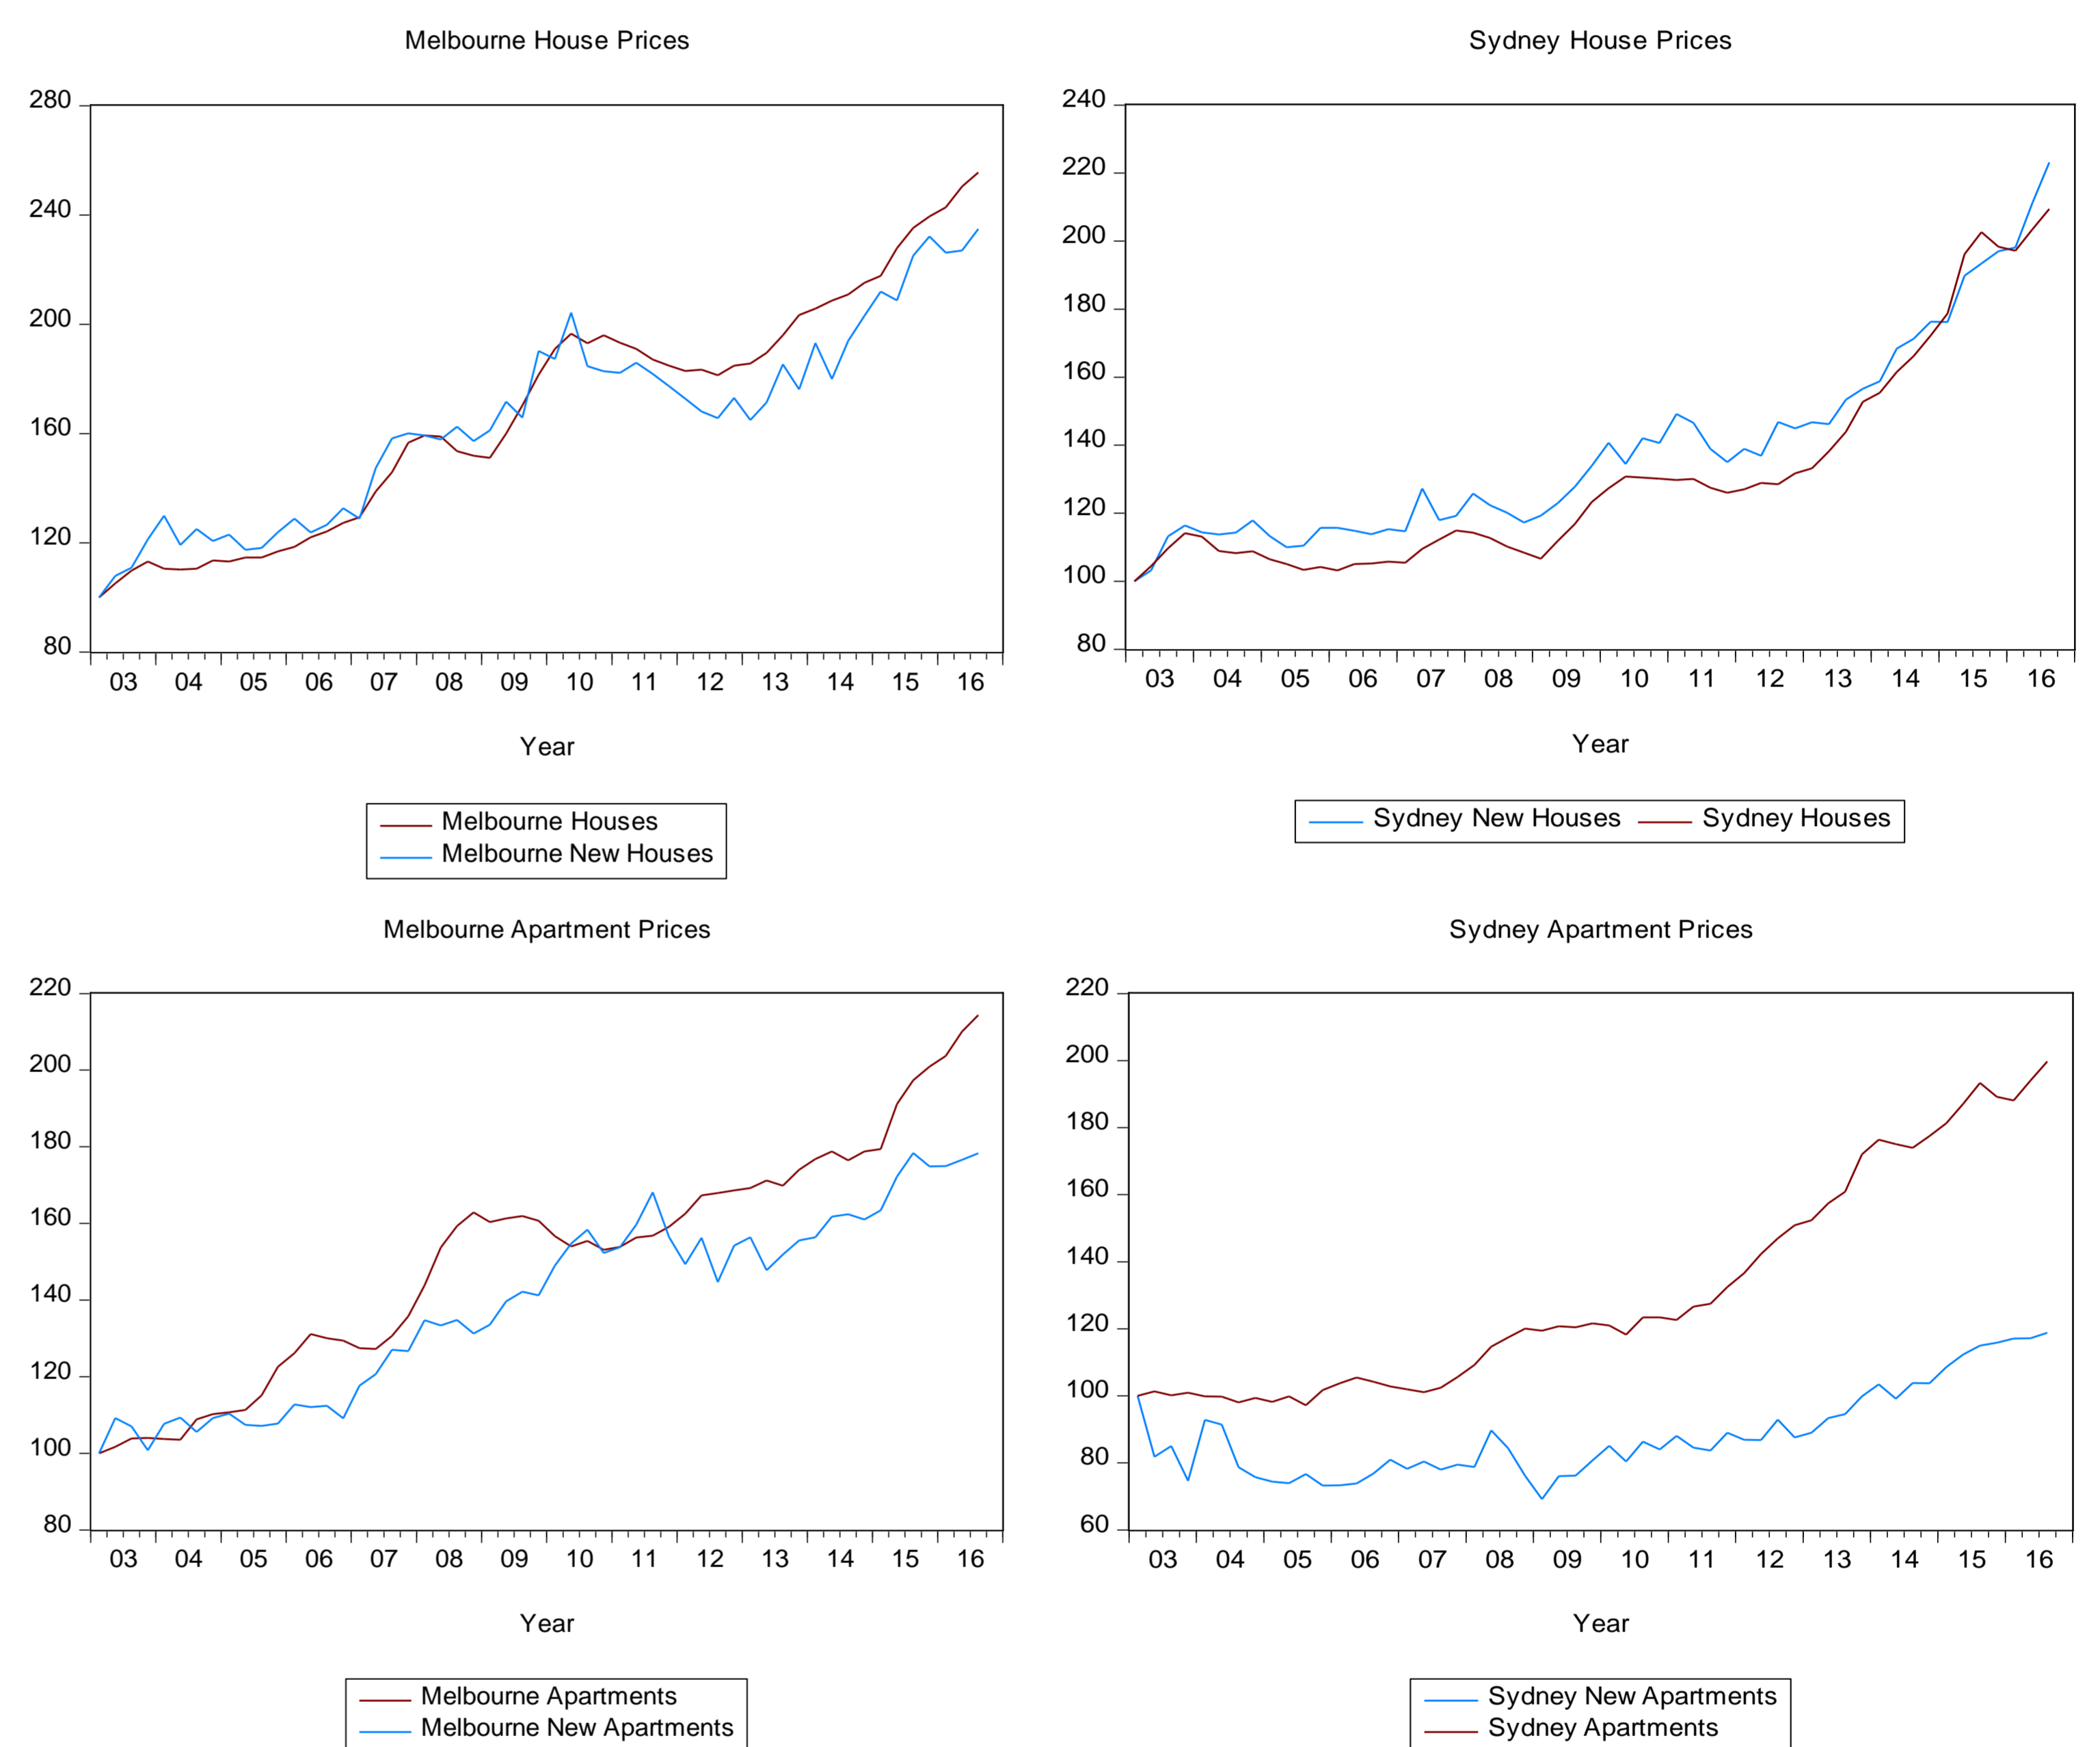 Melbourne House Prices
280
240
200
160
120
80
03 04 05 06 07 08 09 10 11 12 13 14 15 16
Year
Melbourne Houses
Melbourne New Houses
Sydney House Prices
240
220
200
180
160
140
120
100
80
03 04 05 06 07 08 09 10 11 12 13 14 15 16
Year
Sydney New Houses Sydney Houses
Melbourne Apartment Prices
220
200
180
160
140
120
100
80
03 04 05 06 07 08 09 10 11 12 13 14 15 16
Year
Melbourne Apartments
Melbourne New Apartments
Sydney Apartment Prices
220
200
180
160
140
120
100
80
60
03 04 05 06 07 08 09 10 11 12 13 14 15 16
Year
Sydney New Apartments
Sydney Apartments